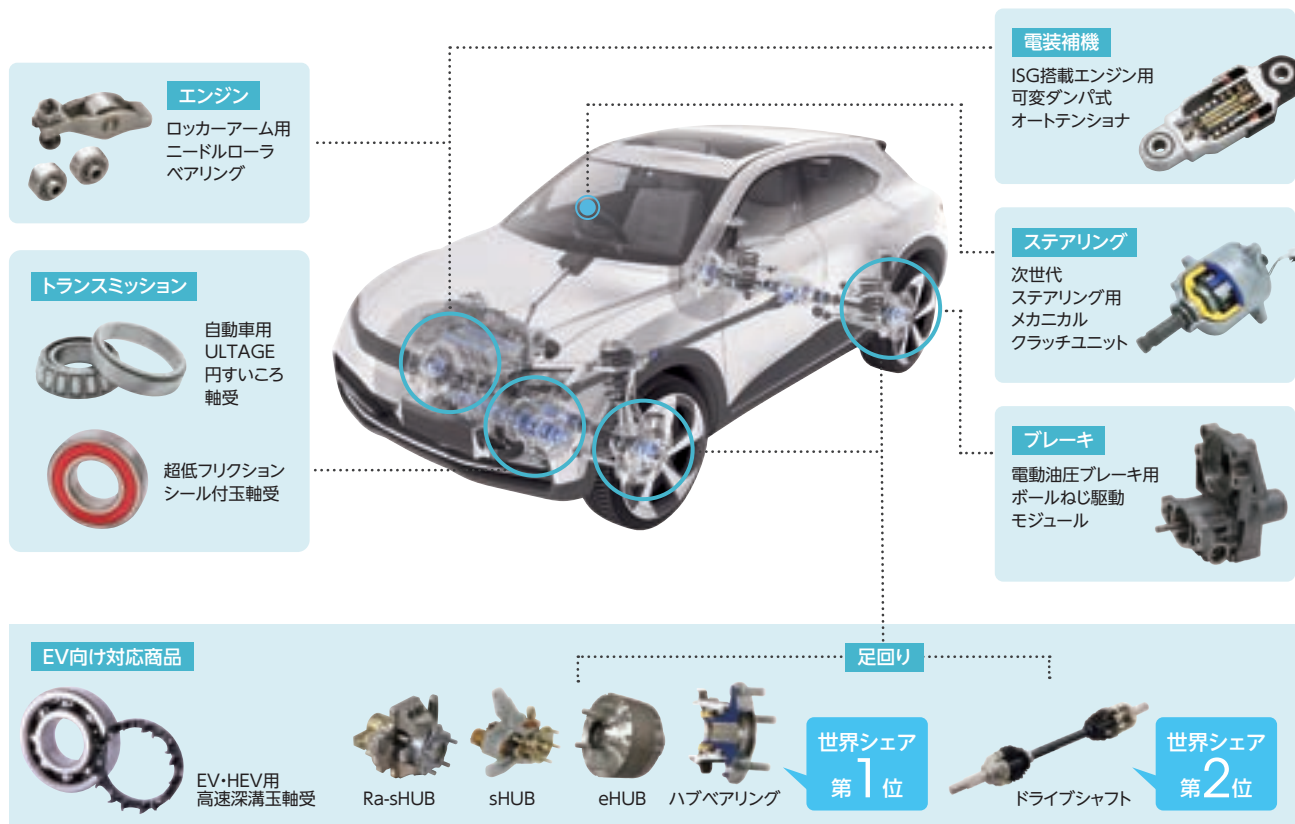 エンジン
ロッカーアーム用
ニードルローラ
ベアリング
トランスミッション
自動車用
ULTAGE
円すいころ
軸受
超低フリクション
シール付玉軸受
電装補機
ISG搭載エンジン用
可変ダンパ式
オートテンショナ
ステアリング
次世代
ステアリング用
メカニカル
クラッチユニット
ブレーキ
電動油圧ブレーキ用
ボールねじ駆動
モジュール
EV向け対応商品
EV・HEV用
高速深溝玉軸受
足回り
Ra-sHUB
sHUB
eHUB
ハブベアリング
世界シェア
第1位
ドライブシャフト
世界シェア
第2位